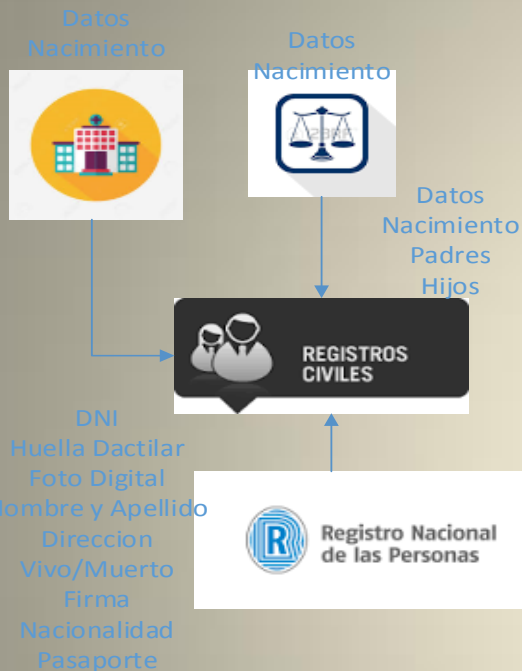 Datos
Nacimiento
Datos
Nacimiento
Datos
Nacimiento
Padres
Hijos
REGISTROS
CIVILES
DNI
Huella Dactilar
Foto Digital
Nombre y Apellido
Direccion
Vivo/Muerto
Firma
Nacionalidad
Pasaporte
R
Registro Nacional
de las Personas